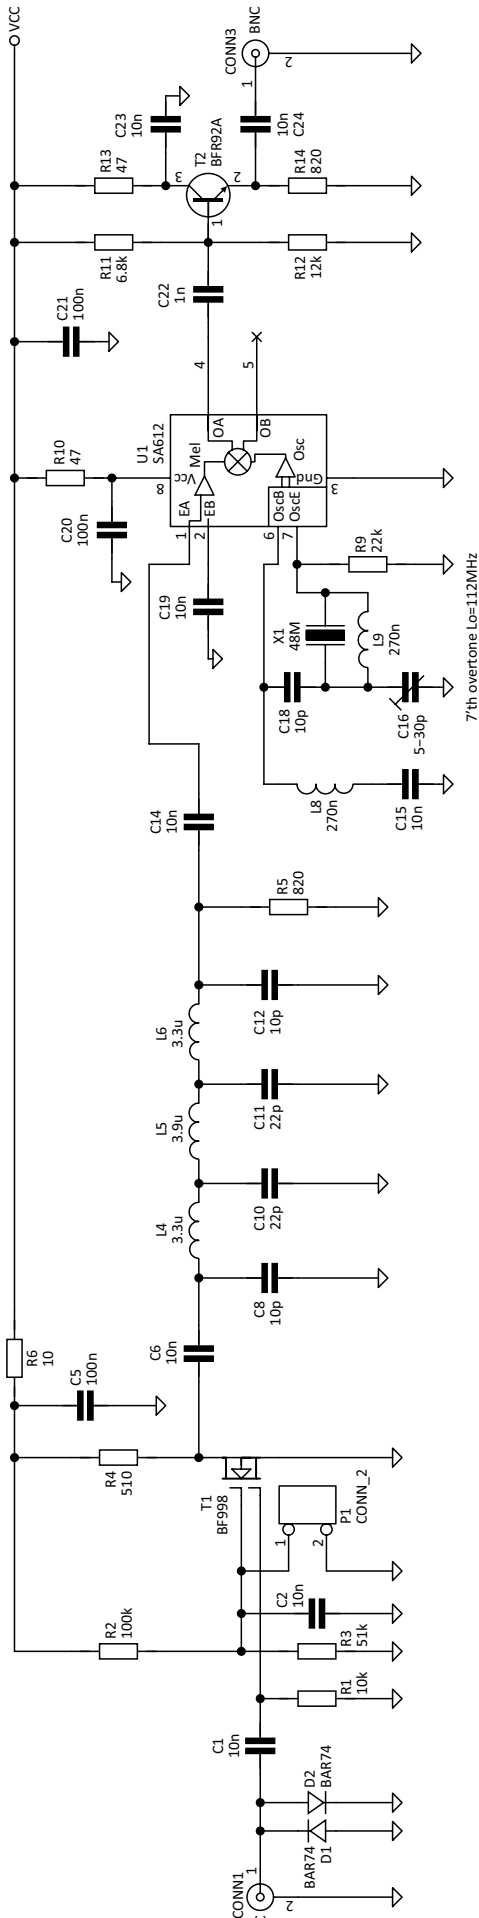 CONN1
1
2
BAR74
D1
D2
BAR74
C1
10n
R1
10k
R2
100k
R3
51k
C2
10n
P1
CONN_2
1
2
T1
BF998
R4
510
C5
100n
R6
10
C6
10n
C8
10p
L4
3.3u
C10
22p
L5
3.9u
C11
22p
L6
3.3u
C12
10p
R5
820
C14
10n
L8
270n
C15
10n
C18
10p
X1
48M
L9
270n
C16
5–30p
R9
22k
7'th overtone Lo=112MHz
C19
10n
C20
100n
R10
47
U1
SA612
Mel
Vcc
EA
EB
OA
OB
Osc
OscB
OscE
Gnd
1
2
8
6
7
3
4
5
C21
100n
C22
1n
R11
6.8k
R12
12k
R13
47
R14
820
T2
BFR92A
1
2
3
C23
10n
10n
C24
CONN3
BNC
1
2
VCC